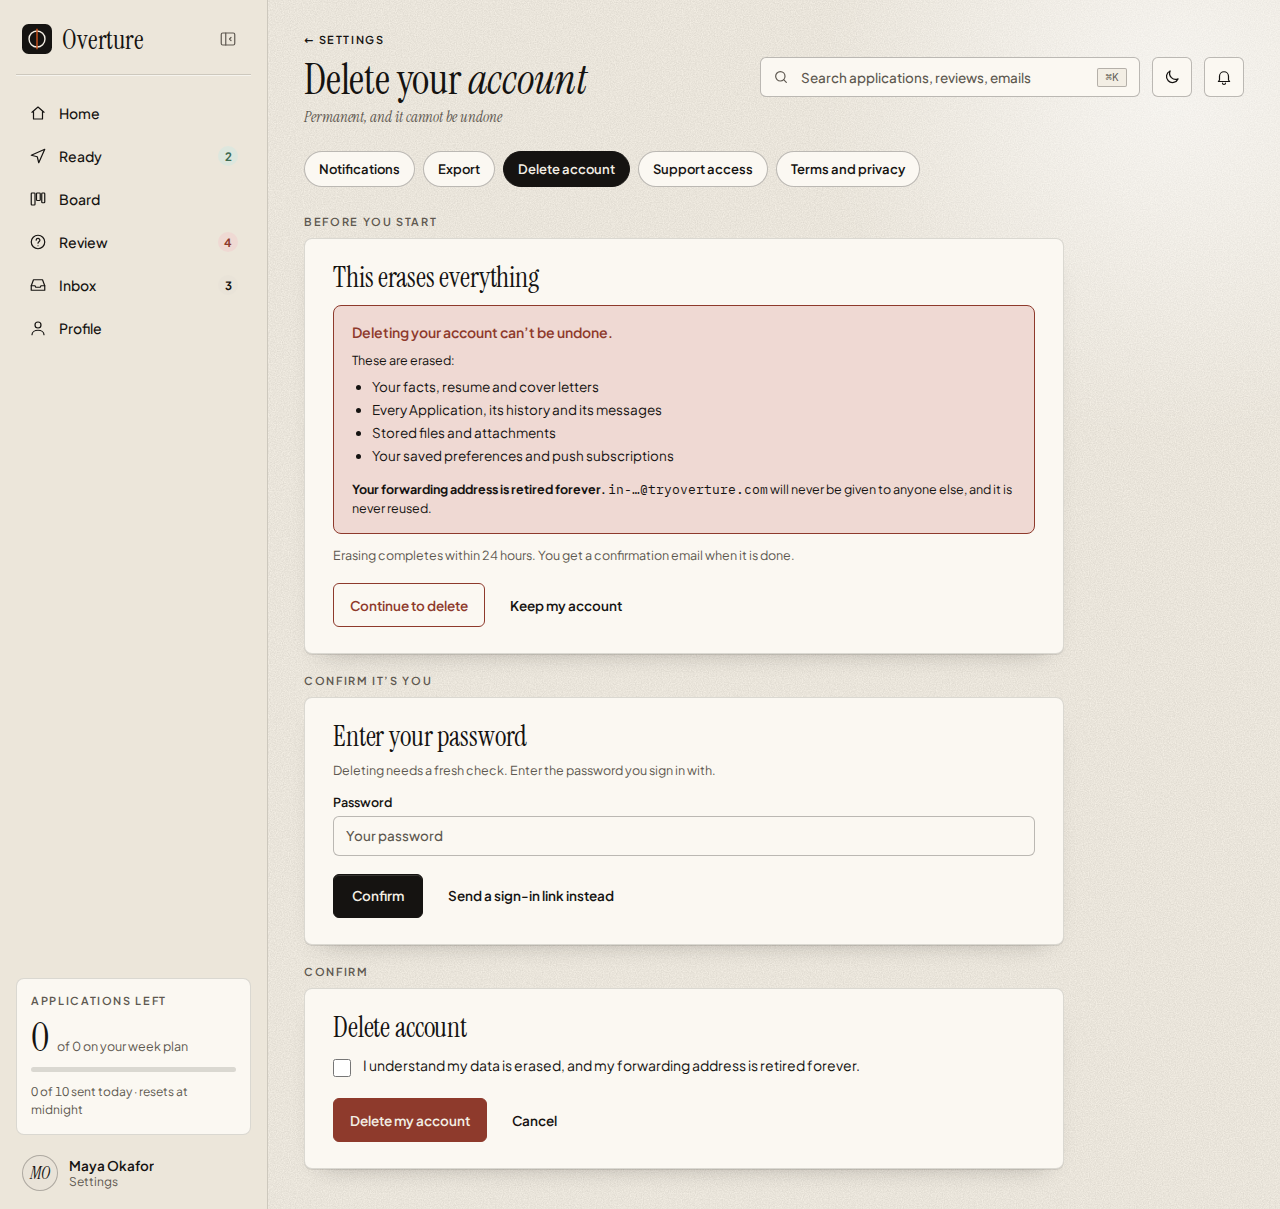 Overture
Home
Ready 2
Board
Review 4
Inbox 3
Profile
APPLICATIONS LEFT
0 of 0 on your week plan
0 of 10 sent today · resets at
midnight
MO
Maya Okafor
Settings
← SETTINGS
Delete your account
Permanent, and it cannot be undone
Search applications, reviews, emails ⌘K
Notifications Export Delete account Support access Terms and privacy
BEFORE YOU START
This erases everything
Deleting your account can’t be undone.
These are erased:
• Your facts, resume and cover letters
• Every Application, its history and its messages
• Stored files and attachments
• Your saved preferences and push subscriptions
Your forwarding address is retired forever. in-…@tryoverture.com will never be given to anyone else, and it is
never reused.
Erasing completes within 24 hours. You get a confirmation email when it is done.
Continue to delete Keep my account
CONFIRM IT’S YOU
Enter your password
Deleting needs a fresh check. Enter the password you sign in with.
Password
Your password
Confirm Send a sign-in link instead
CONFIRM
Delete account
I understand my data is erased, and my forwarding address is retired forever.
Delete my account Cancel